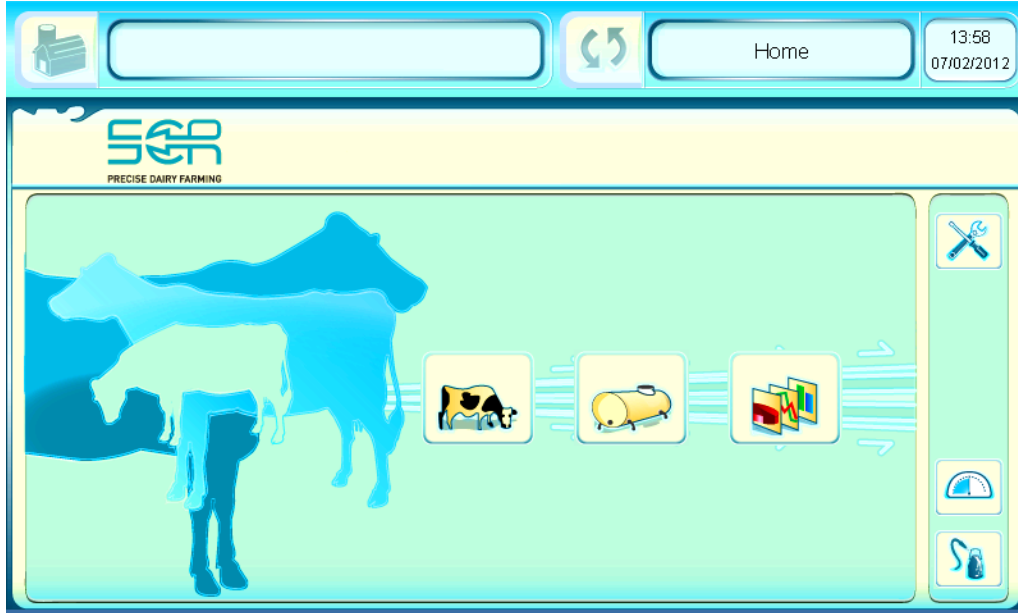 Home
13:58
07/02/2012
SCR
PRECISE DAIRY FARMING